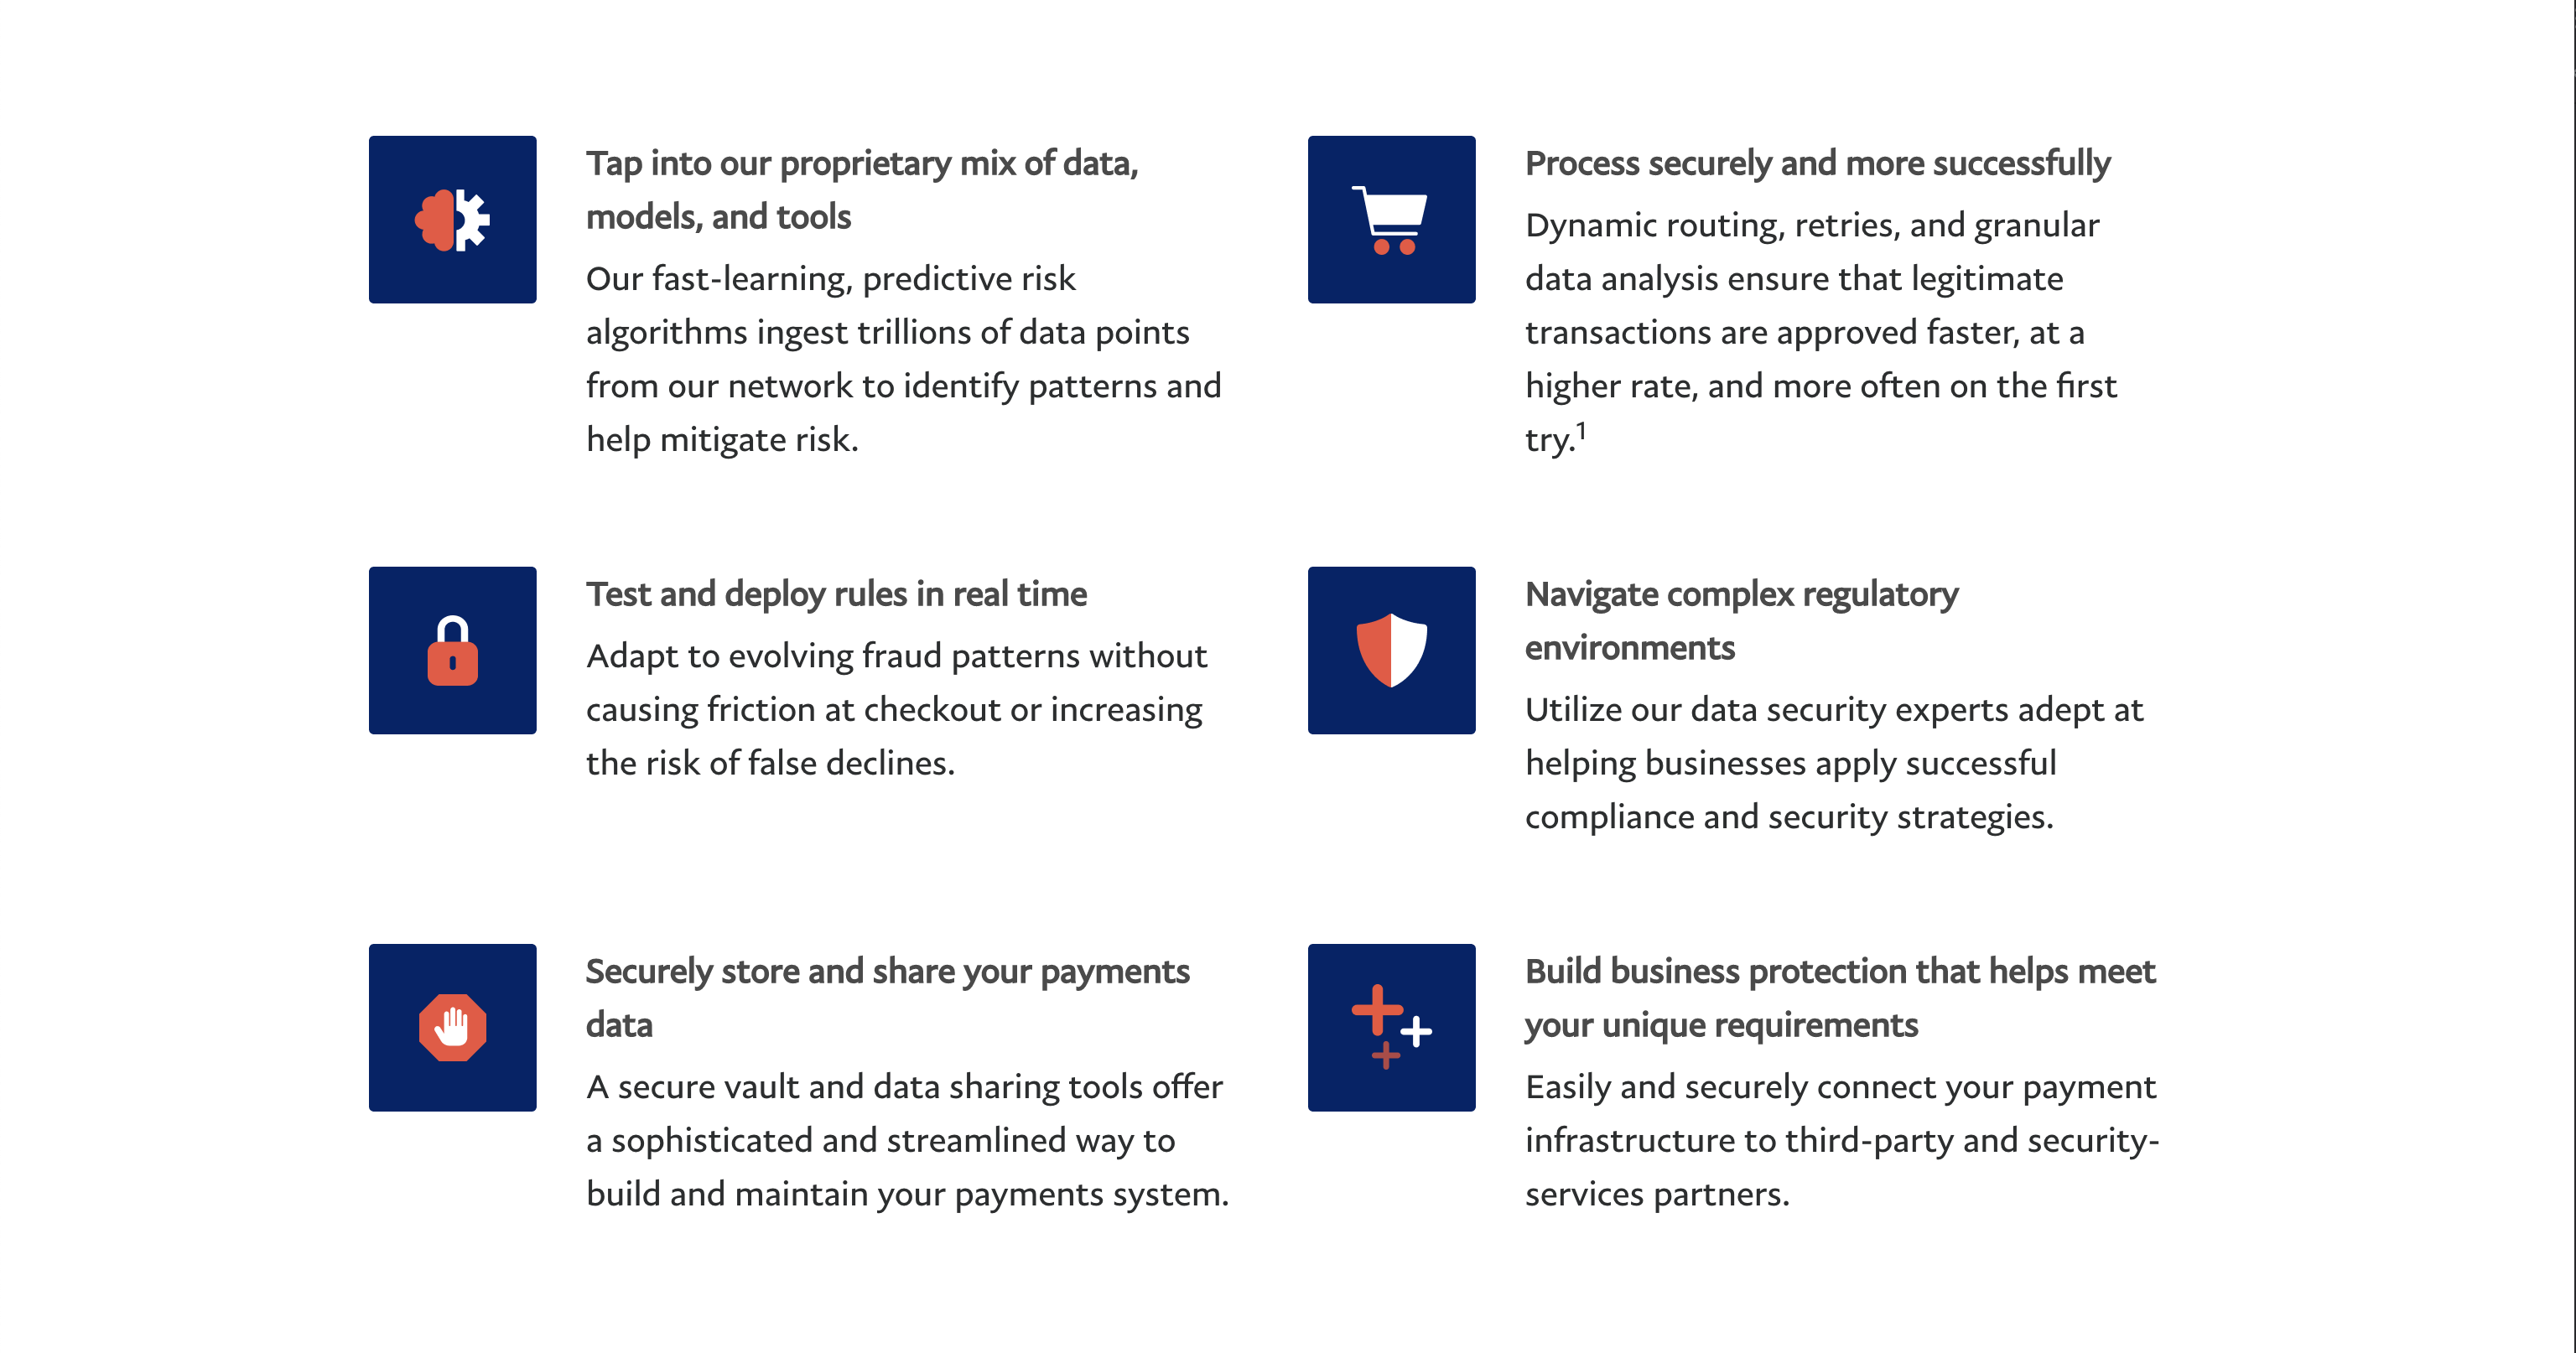 Tap into our proprietary mix of data,
models, and tools
Our fast-learning, predictive risk
algorithms ingest trillions of data points
from our network to identify patterns and
help mitigate risk.
Process securely and more successfully
Dynamic routing, retries, and granular
data analysis ensure that legitimate
transactions are approved faster, at a
higher rate, and more often on the first
try.¹
Test and deploy rules in real time
Adapt to evolving fraud patterns without
causing friction at checkout or increasing
the risk of false declines.
Navigate complex regulatory
environments
Utilize our data security experts adept at
helping businesses apply successful
compliance and security strategies.
Securely store and share your payments
data
A secure vault and data sharing tools offer
a sophisticated and streamlined way to
build and maintain your payments system.
Build business protection that helps meet
your unique requirements
Easily and securely connect your payment
infrastructure to third-party and security-
services partners.